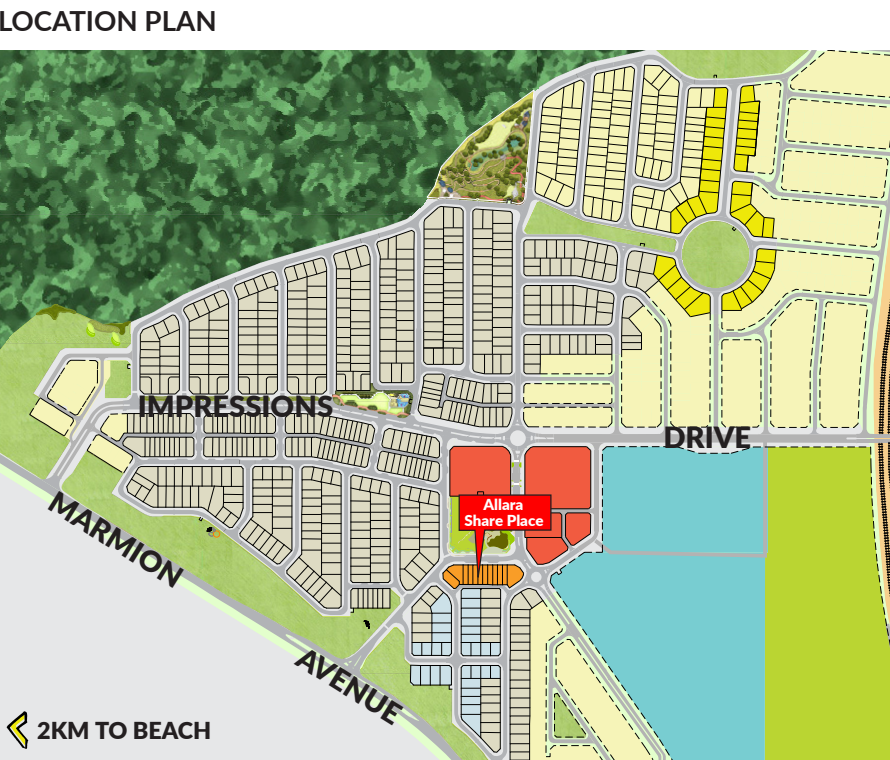 LOCATION PLAN
IMPRESSIONS
DRIVE
Allara
Share Place
MARMION
AVENUE
2KM TO BEACH